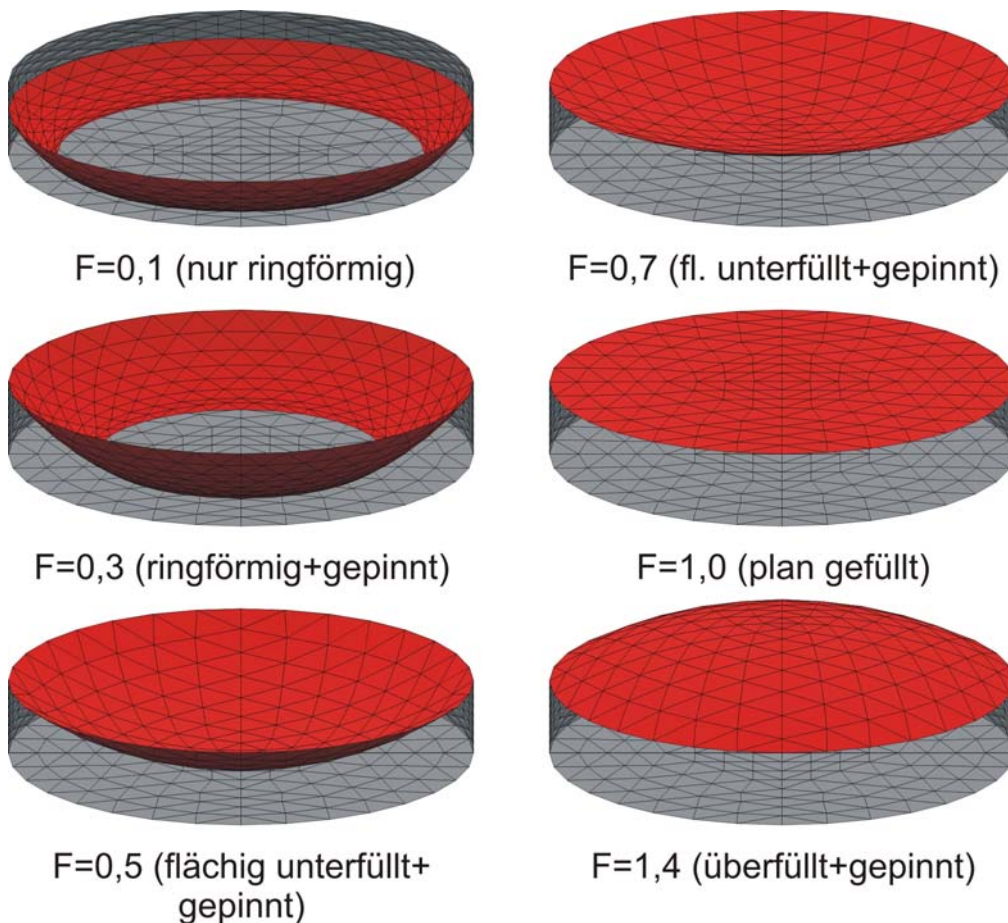 F=0,1 (nur ringförmig)
F=0,7 (fl. unterfüllt+gepinnt)
F=0,3 (ringförmig+gepinnt)
F=1,0 (plan gefüllt)
F=0,5 (flächig unterfüllt+
gepinnt)
F=1,4 (überfüllt+gepinnt)